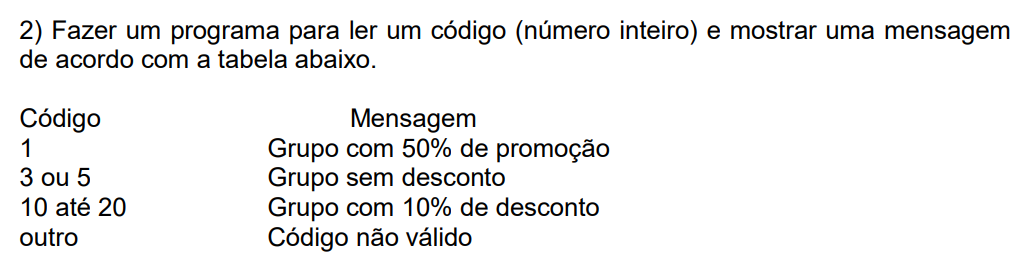 2) Fazer um programa para ler um código (número inteiro) e mostrar uma mensagem
de acordo com a tabela abaixo.
Código Mensagem
1 Grupo com 50% de promoção
3 ou 5 Grupo sem desconto
10 até 20 Grupo com 10% de desconto
outro Código não válido